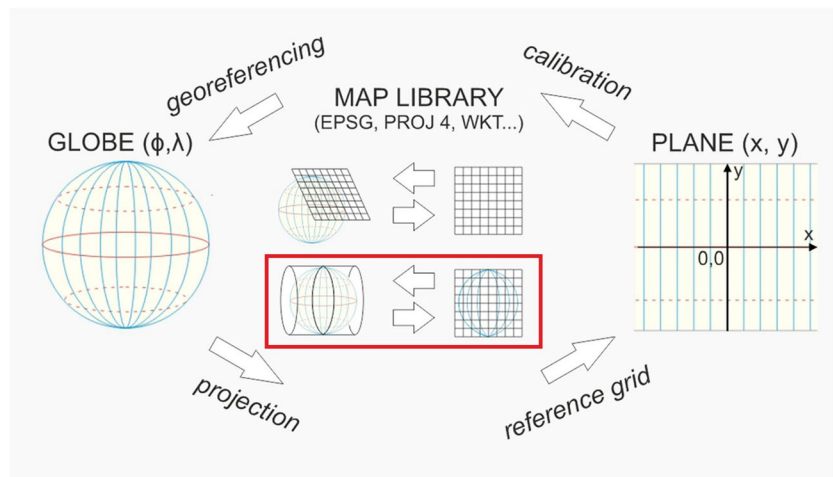 georeferencing
calibration
MAP LIBRARY
(EPSG, PROJ 4, WKT...)
GLOBE (ϕ,λ)
PLANE (x, y)
y
x
0,0
projection
reference grid